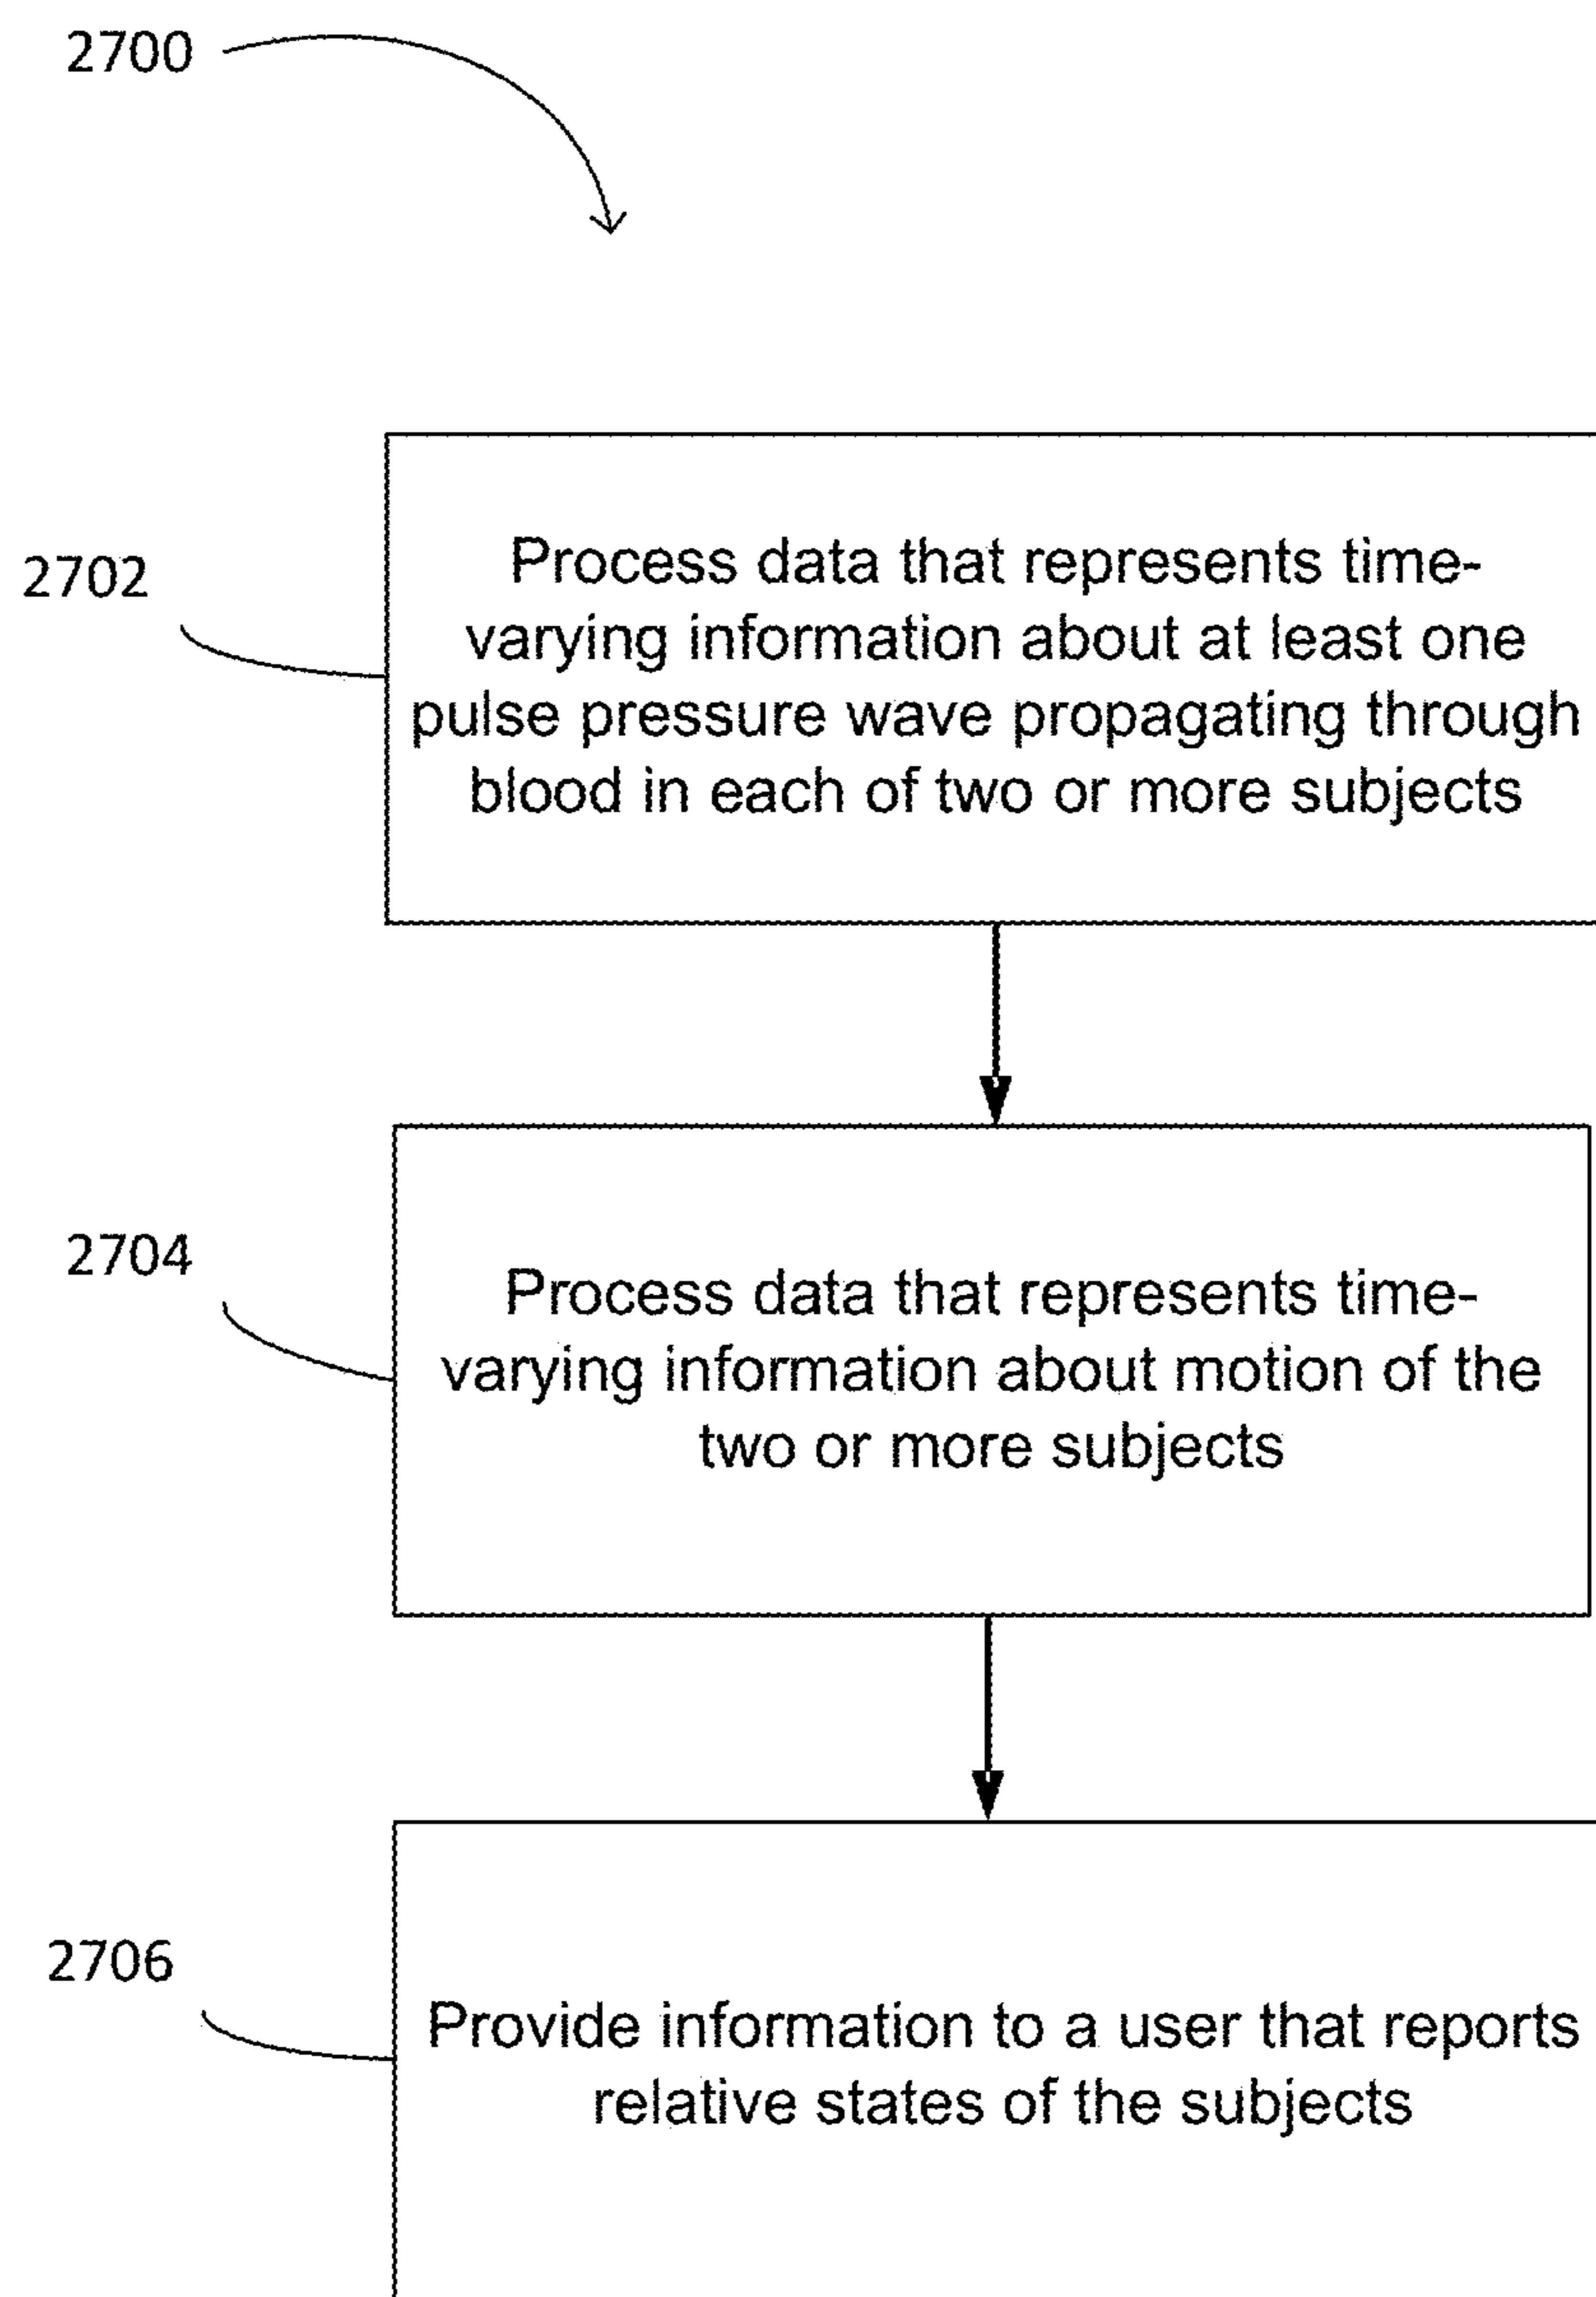 2700
2702
Process data that represents time-
varying information about at least one
pulse pressure wave propagating through
blood in each of two or more subjects
2704
Process data that represents time-
varying information about motion of the
two or more subjects
2706
Provide information to a user that reports
relative states of the subjects